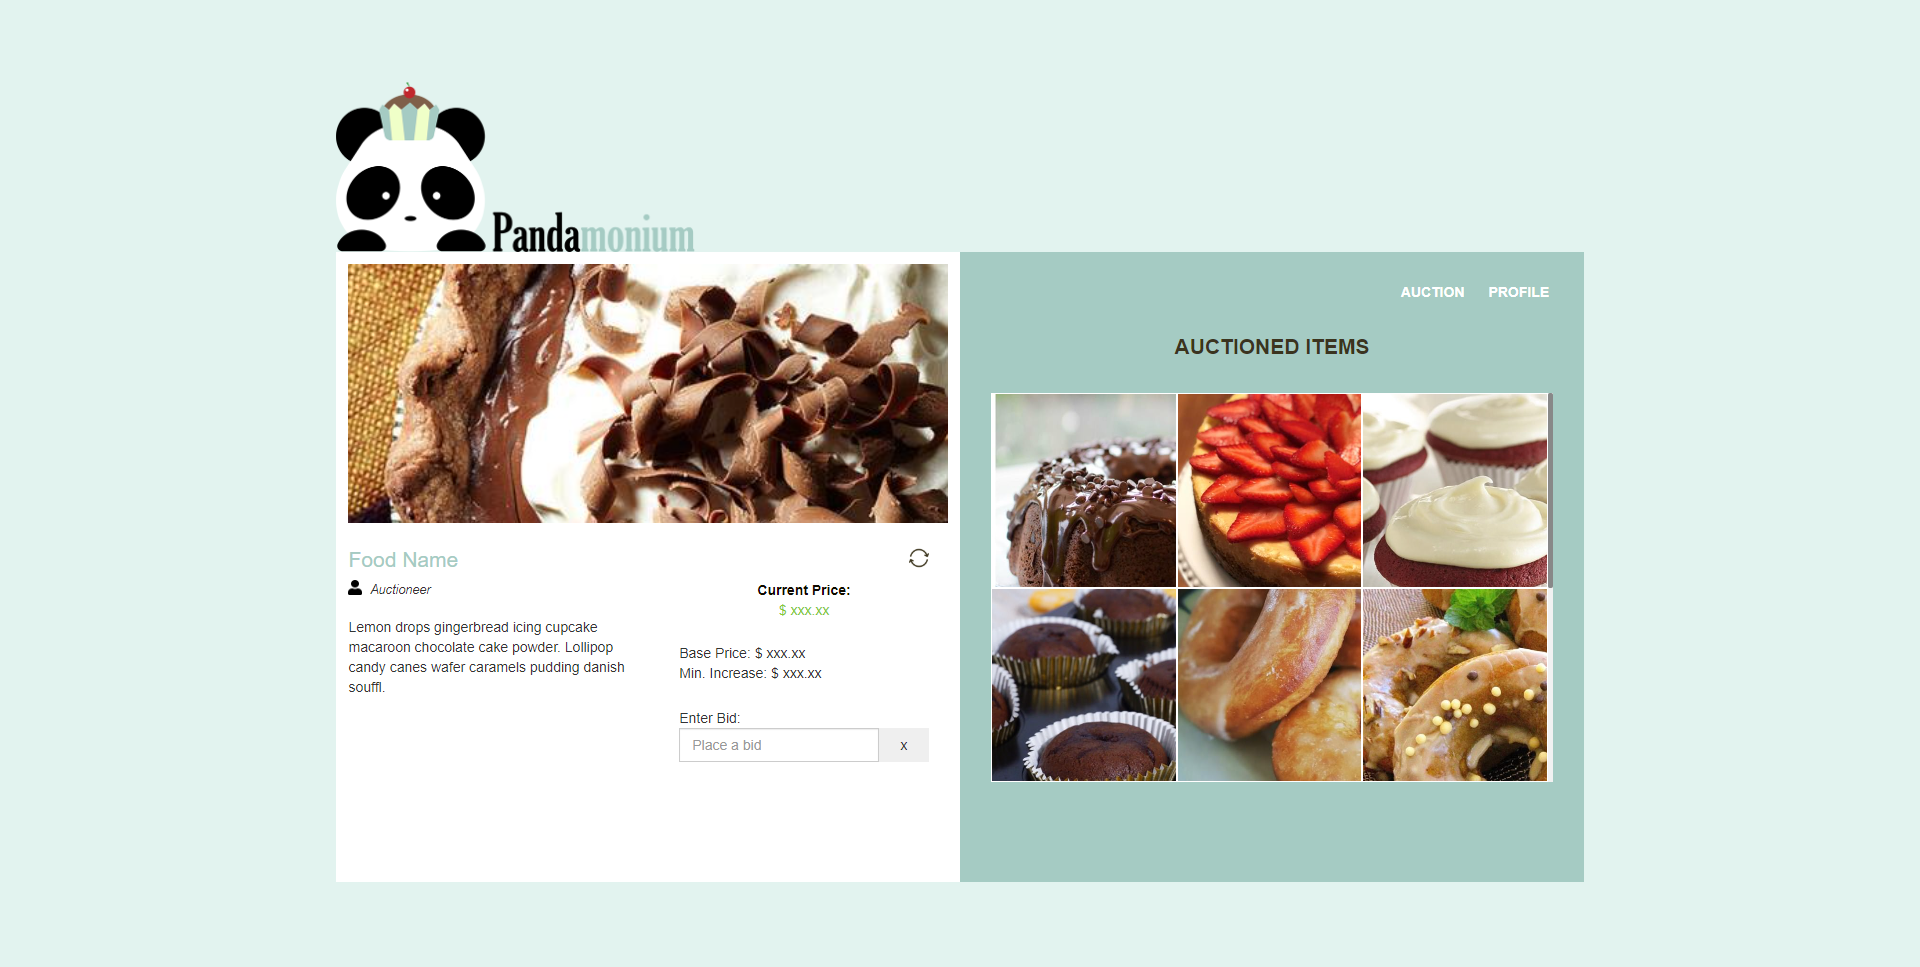 Pandamonium
AUCTION PROFILE
AUCTIONED ITEMS
Food Name
Auctioneer
Lemon drops gingerbread icing cupcake
macaroon chocolate cake powder. Lollipop
candy canes wafer caramels pudding danish
souffl.
Current Price:
$ xxx.xx
Base Price: $ xxx.xx
Min. Increase: $ xxx.xx
Enter Bid:
Place a bid x